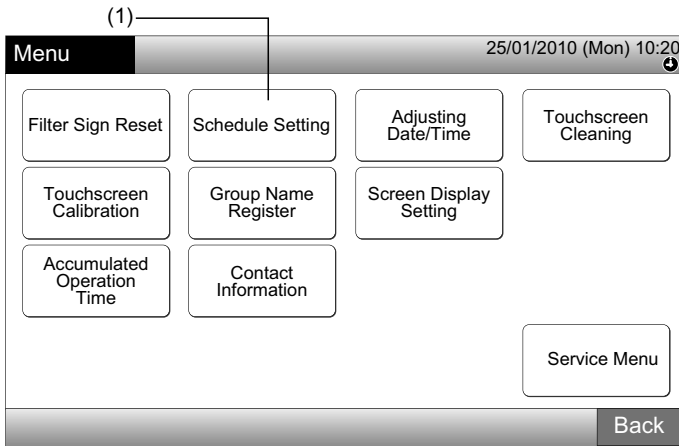 (1)
Menu
25/01/2010 (Mon) 10:20
Filter Sign Reset
Schedule Setting
Adjusting
Date/Time
Touchscreen
Cleaning
Touchscreen
Calibration
Group Name
Register
Screen Display
Setting
Accumulated
Operation
Time
Contact
Information
Service Menu
Back